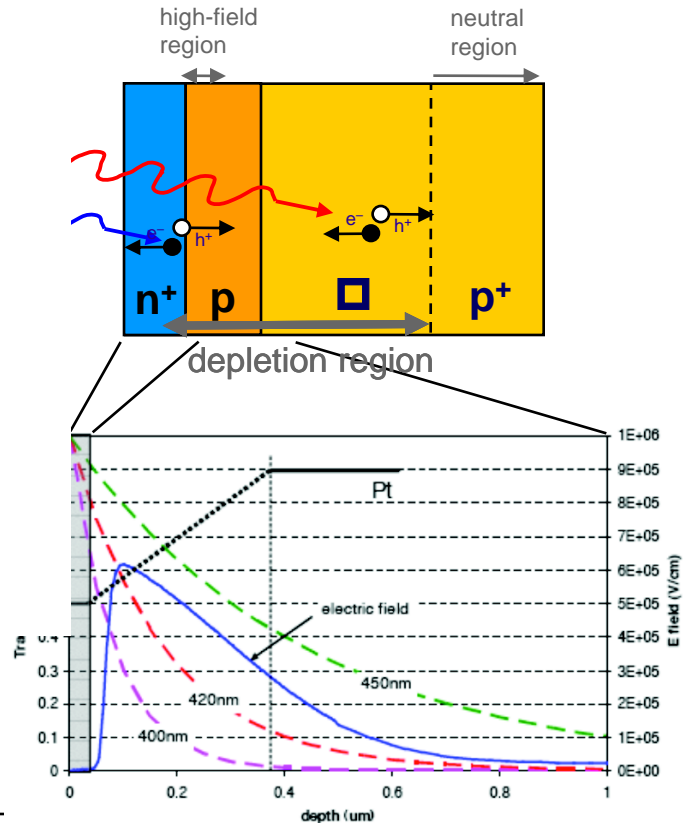 high-field
region
neutral
region
e⁻
h⁺
e⁻
h⁺
n⁺
p
□
p⁺
depletion region
1E+06
9E+05
8E+05
7E+05
6E+05
5E+05
4E+05
3E+05
2E+05
1E+05
0E+00
E field (V/cm)
Pt
electric field
450nm
420nm
400nm
Tra
0.4
0.3
0.2
0.1
0
0
0.2
0.4
0.6
0.8
1
depth (um)